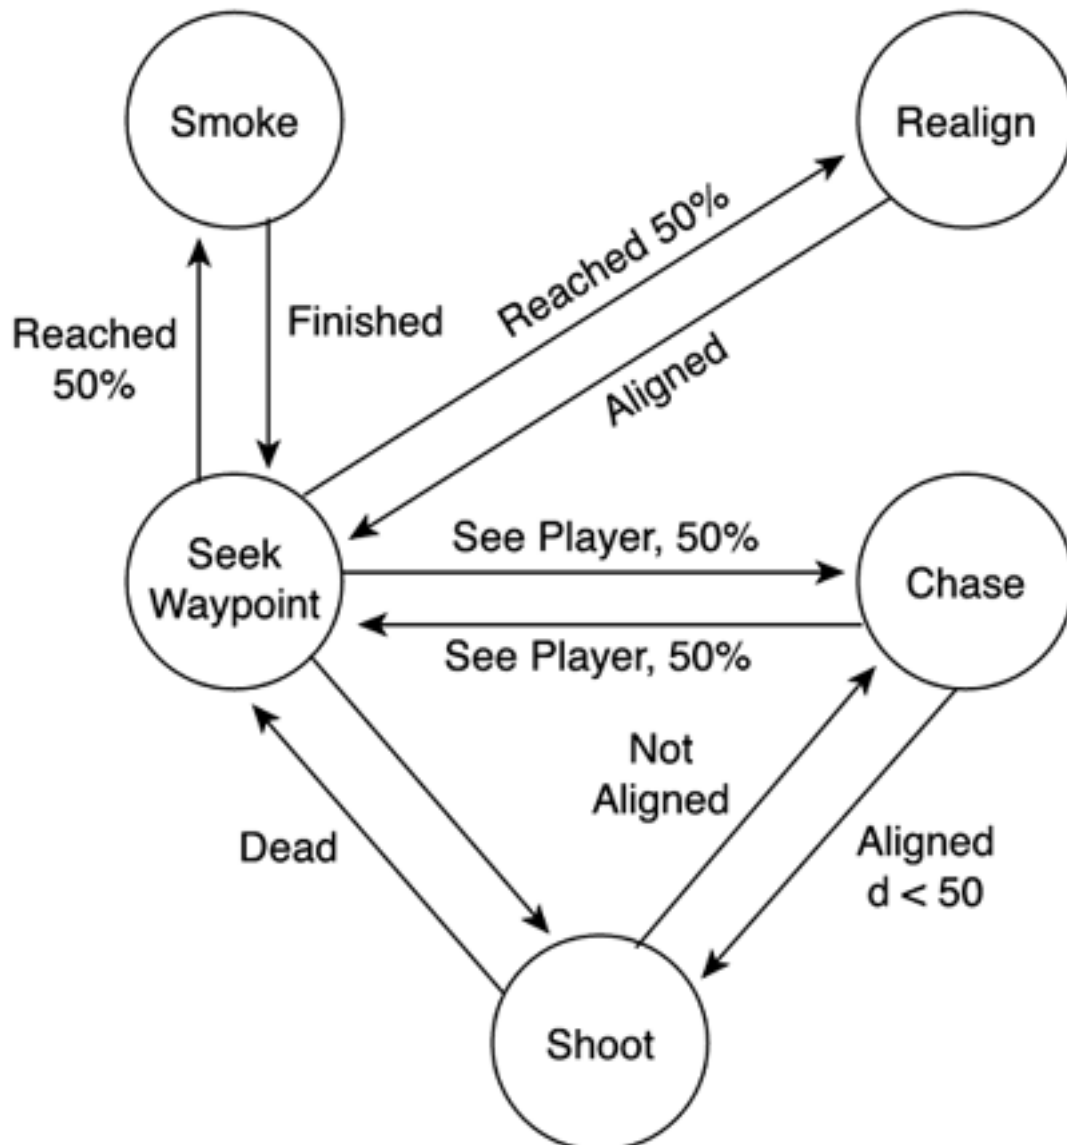 Smoke
Realign
Reached 50%
Reached
50%
Finished
Aligned
See Player, 50%
Seek
Waypoint
Chase
See Player, 50%
Not
Aligned
Dead
Aligned
d < 50
Shoot